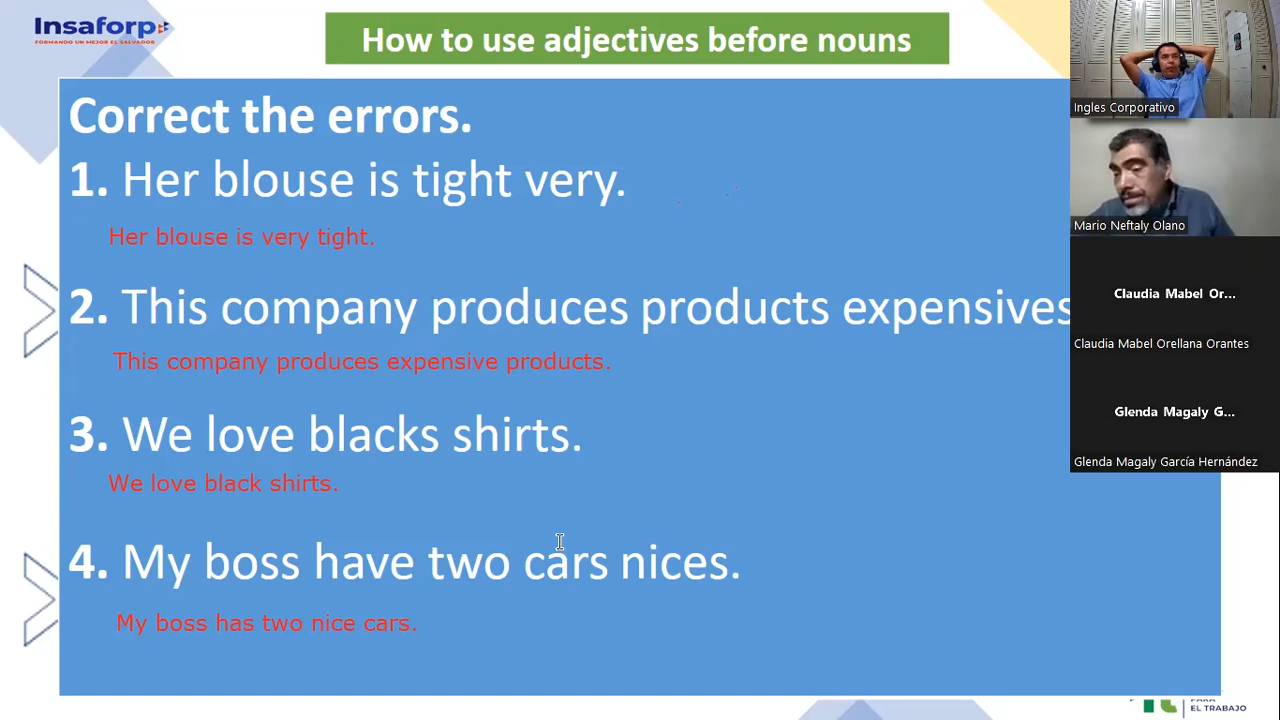 Insaforp
FORMANDO UN MEJOR EL SALVADOR
How to use adjectives before nouns
Correct the errors.
1. Her blouse is tight very.
Her blouse is very tight.
2. This company produces products expensives
This company produces expensive products.
3. We love blacks shirts.
We love black shirts.
4. My boss have two cars nices.
My boss has two nice cars.
Ingles Corporativo
Mario Neftaly Olano
Claudia Mabel Or...
Claudia Mabel Orellana Orantes
Glenda Magaly G...
Glenda Magaly García Hernández
EL TRABAJO